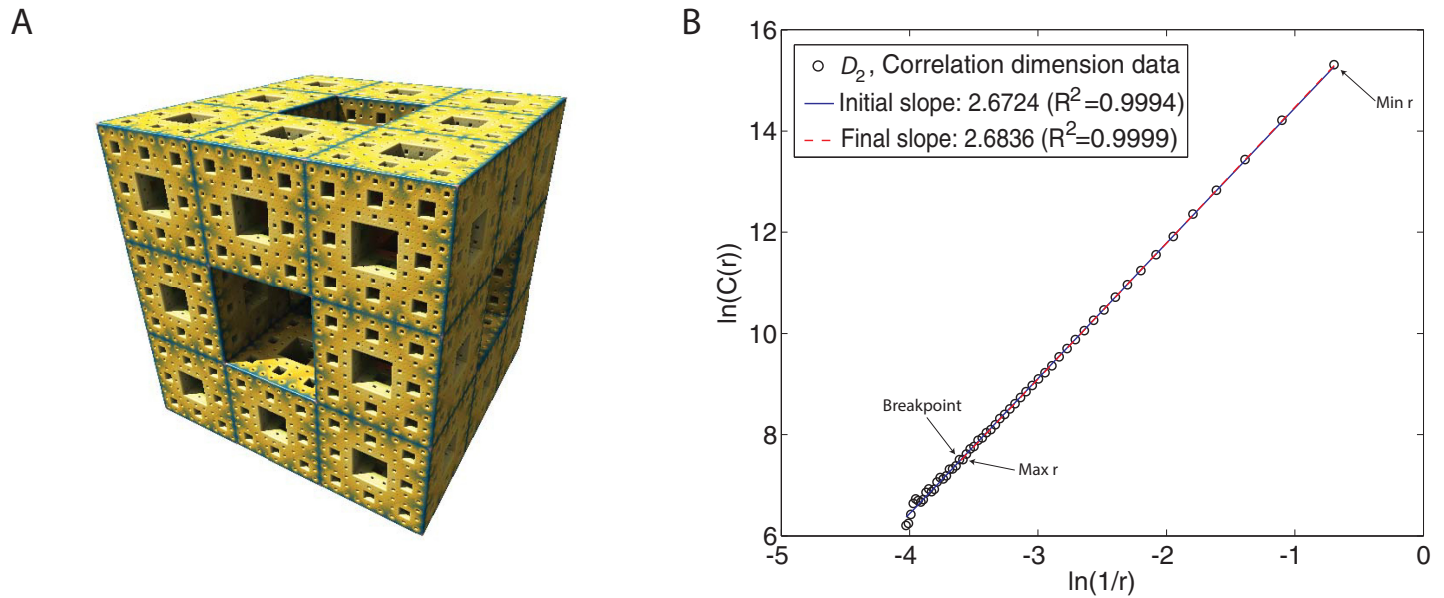 A
B
16
14
12
10
8
6
-5
-4
-3
-2
-1
0
ln(C(r))
ln(1/r)
D2, Correlation dimension data
Initial slope: 2.6724 (R2=0.9994)
Final slope: 2.6836 (R2=0.9999)
Min r
Breakpoint
Max r